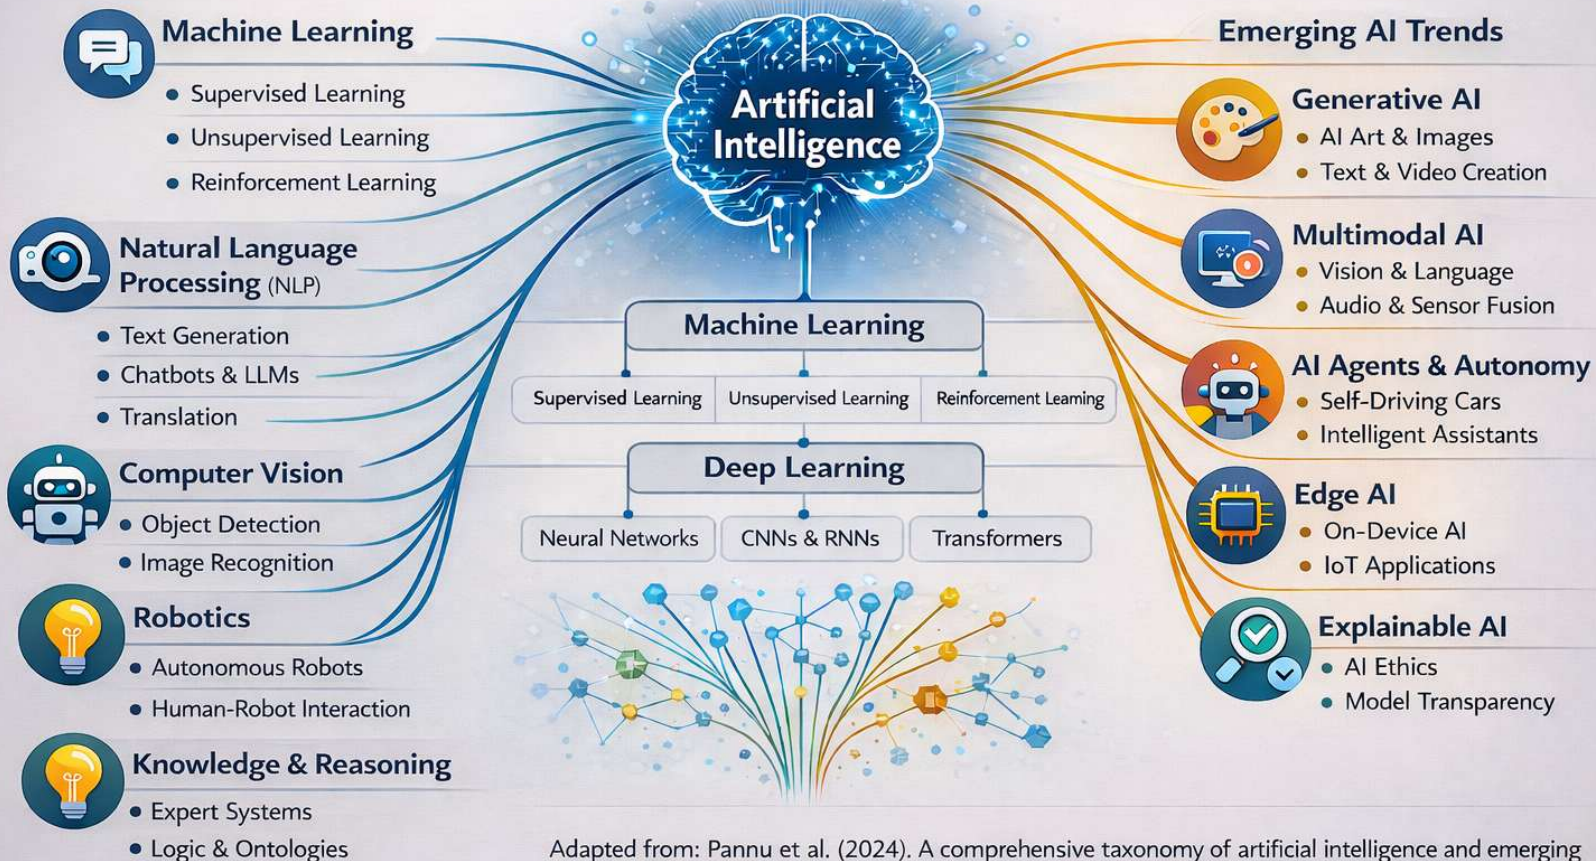 Artificial
Intelligence
Machine Learning
Supervised Learning
Unsupervised Learning
Reinforcement Learning
Natural Language
Processing (NLP)
Text Generation
Chatbots & LLMs
Translation
Computer Vision
Object Detection
Image Recognition
Robotics
Autonomous Robots
Human-Robot Interaction
Knowledge & Reasoning
Expert Systems
Logic & Ontologies
Machine Learning
Supervised Learning
Unsupervised Learning
Reinforcement Leaming
Deep Learning
Neural Networks
CNNs & RNNs
Transformers
Emerging AI Trends
Generative AI
AI Art & Images
Text & Video Creation
Multimodal AI
Vision & Language
Audio & Sensor Fusion
AI Agents & Autonomy
Self-Driving Cars
Intelligent Assistants
Edge AI
On-Device AI
IoT Applications
Explainable AI
AI Ethics
Model Transparency
Adapted from: Pannu et al. (2024). A comprehensive taxonomy of artificial intelligence and emerging